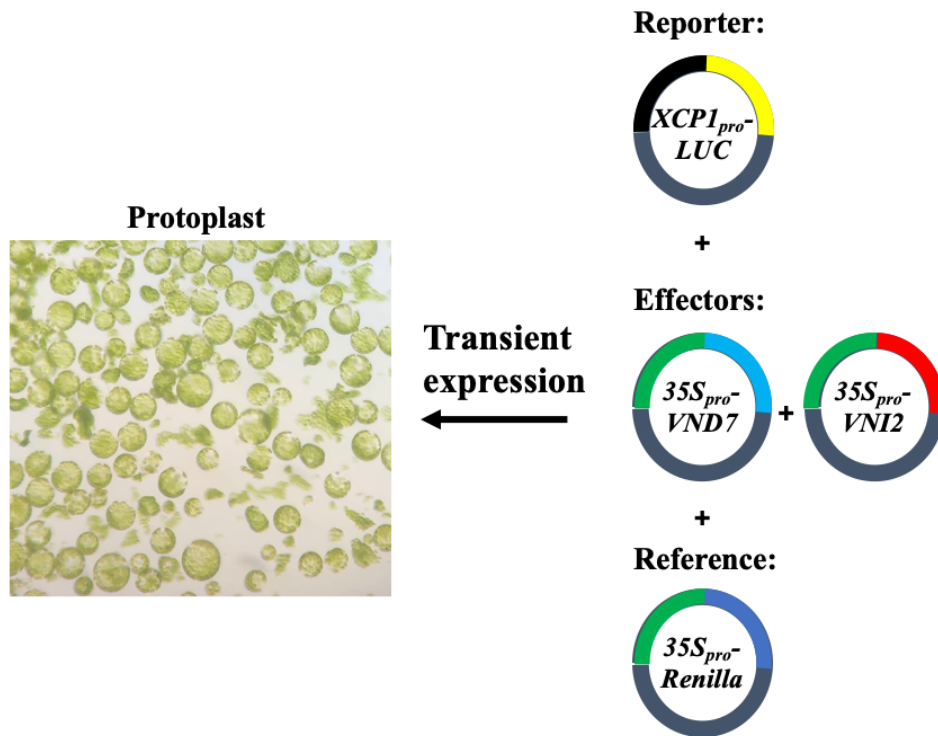 Reporter:
XCP1pro-
LUC
+
Protoplast
Effectors:
Transient
expression
35Spro-
VND7
+
35Spro-
VNI2
+
Reference:
35Spro-
Renilla